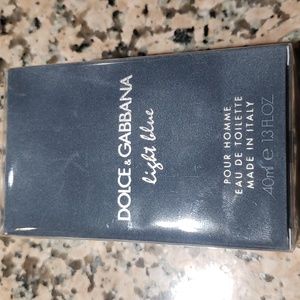 DOLCE & GABBANA
light blue
POUR HOMME
EAU DE TOILETTE
MADE IN ITALY
40ml ℮ 1.3 FL.OZ.